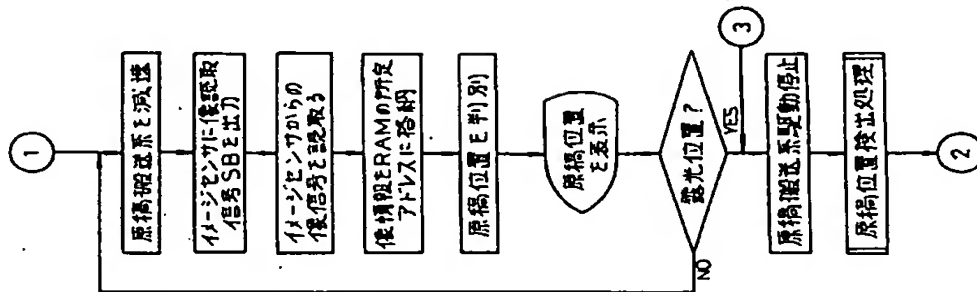 1
原稿搬送系を減速
イメージセンサに像読取
信号SBを出力
イメージセンサからの
像信号を読取る
像情報をRAMの所定
アドレスに格納
原稿位置を判別
原稿位置
を表示
露光位置?
NO
YES
3
原稿搬送系駆動停止
原稿位置検出処理
2